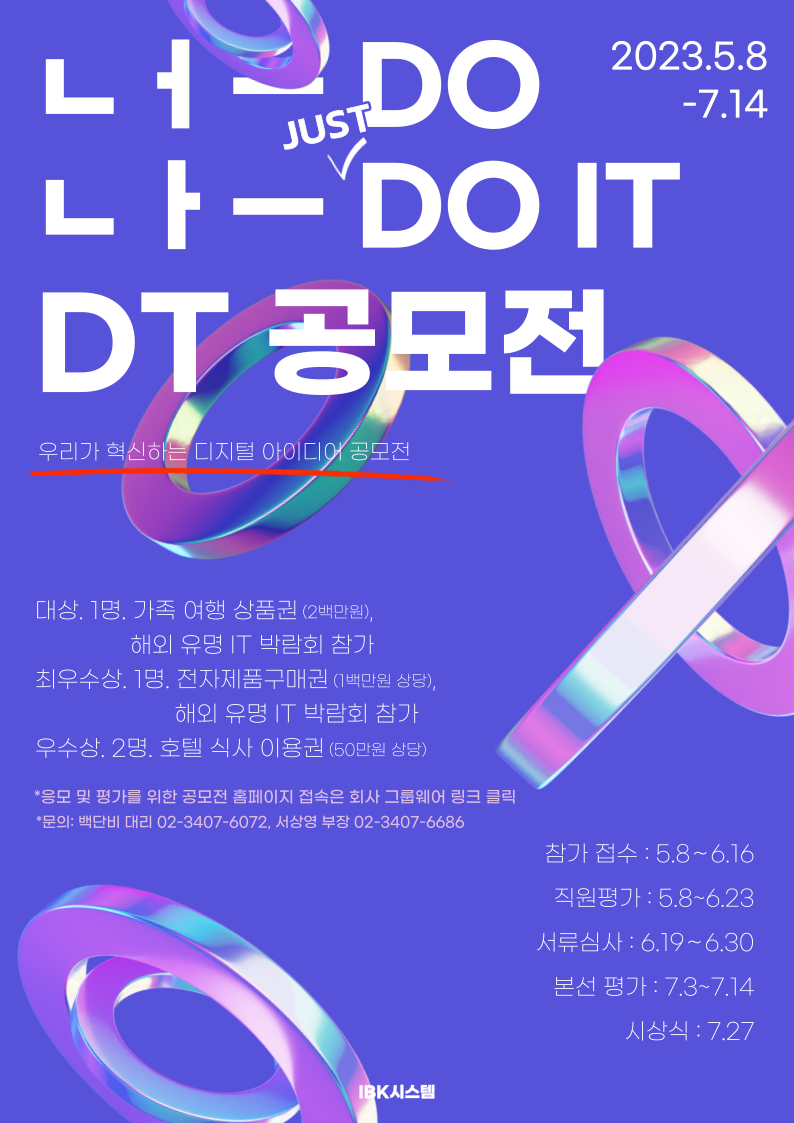 너 – DO
2023.5.8
-7.14
JUST
나 – DO IT
DT 공모전
우리가 혁신하는 디지털 아이디어 공모전
대상. 1명. 가족 여행 상품권 (2백만원),
해외 유명 IT 박람회 참가
최우수상. 1명. 전자제품구매권 (1백만원 상당),
해외 유명 IT 박람회 참가
우수상. 2명. 호텔 식사 이용권 (50만원 상당)
*응모 및 평가를 위한 공모전 홈페이지 접속은 회사 그룹웨어 링크 클릭
*문의: 백단비 대리 02-3407-6072, 서상영 부장 02-3407-6686
참가 접수 : 5.8~6.16
직원평가 : 5.8~6.23
서류심사 : 6.19~6.30
본선 평가 : 7.3~7.14
시상식 : 7.27
IBK시스템